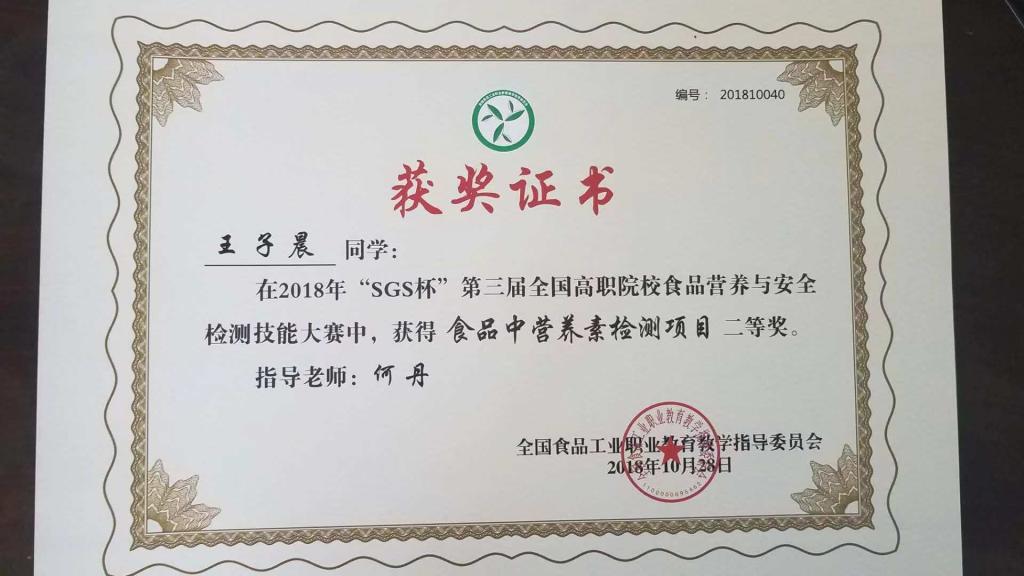 编号： 201810040
获奖证书
王子晨 同学：
在2018年“SGS杯”第三届全国高职院校食品营养与安全
检测技能大赛中，获得 食品中营养素检测项目 二等奖。
指导老师：何丹
全国食品工业职业教育教学指导委员会
2018年10月28日